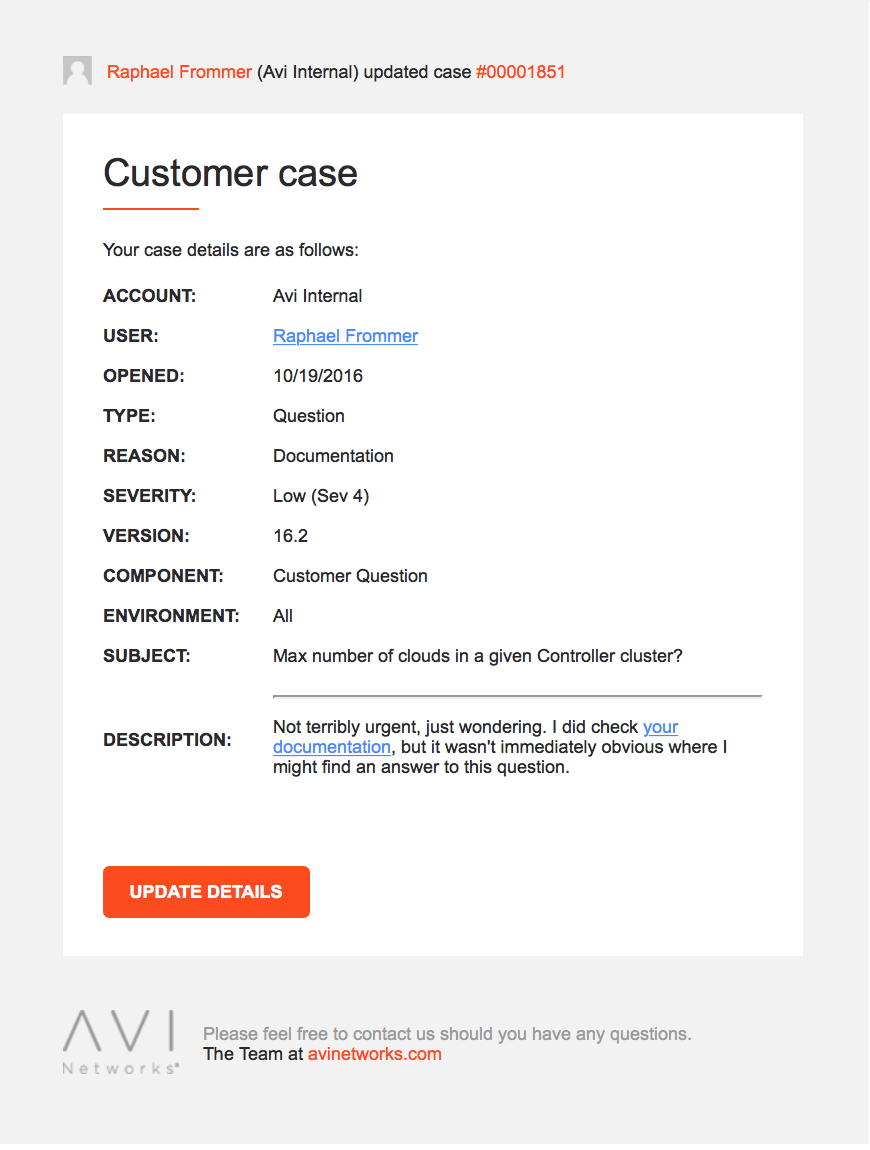 Raphael Frommer (Avi Internal) updated case #00001851
Customer case
Your case details are as follows:
ACCOUNT: Avi Internal
USER: Raphael Frommer
OPENED: 10/19/2016
TYPE: Question
REASON: Documentation
SEVERITY: Low (Sev 4)
VERSION: 16.2
COMPONENT: Customer Question
ENVIRONMENT: All
SUBJECT: Max number of clouds in a given Controller cluster?
DESCRIPTION: Not terribly urgent, just wondering. I did check your
documentation, but it wasn't immediately obvious where I
might find an answer to this question.
UPDATE DETAILS
AVI
Networks®
Please feel free to contact us should you have any questions.
The Team at avinetworks.com